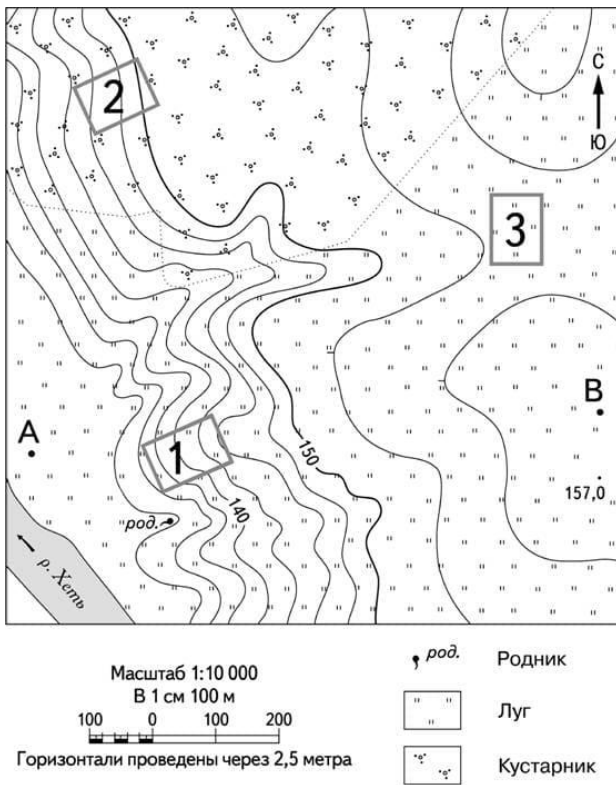 2
С
Ю
3
В
А
1
150
157,0
140
род.
р. Хеть
Масштаб 1:10 000
В 1 см 100 м
100 0 100 200
Горизонтали проведены через 2,5 метра
род. Родник
Луг
Кустарник